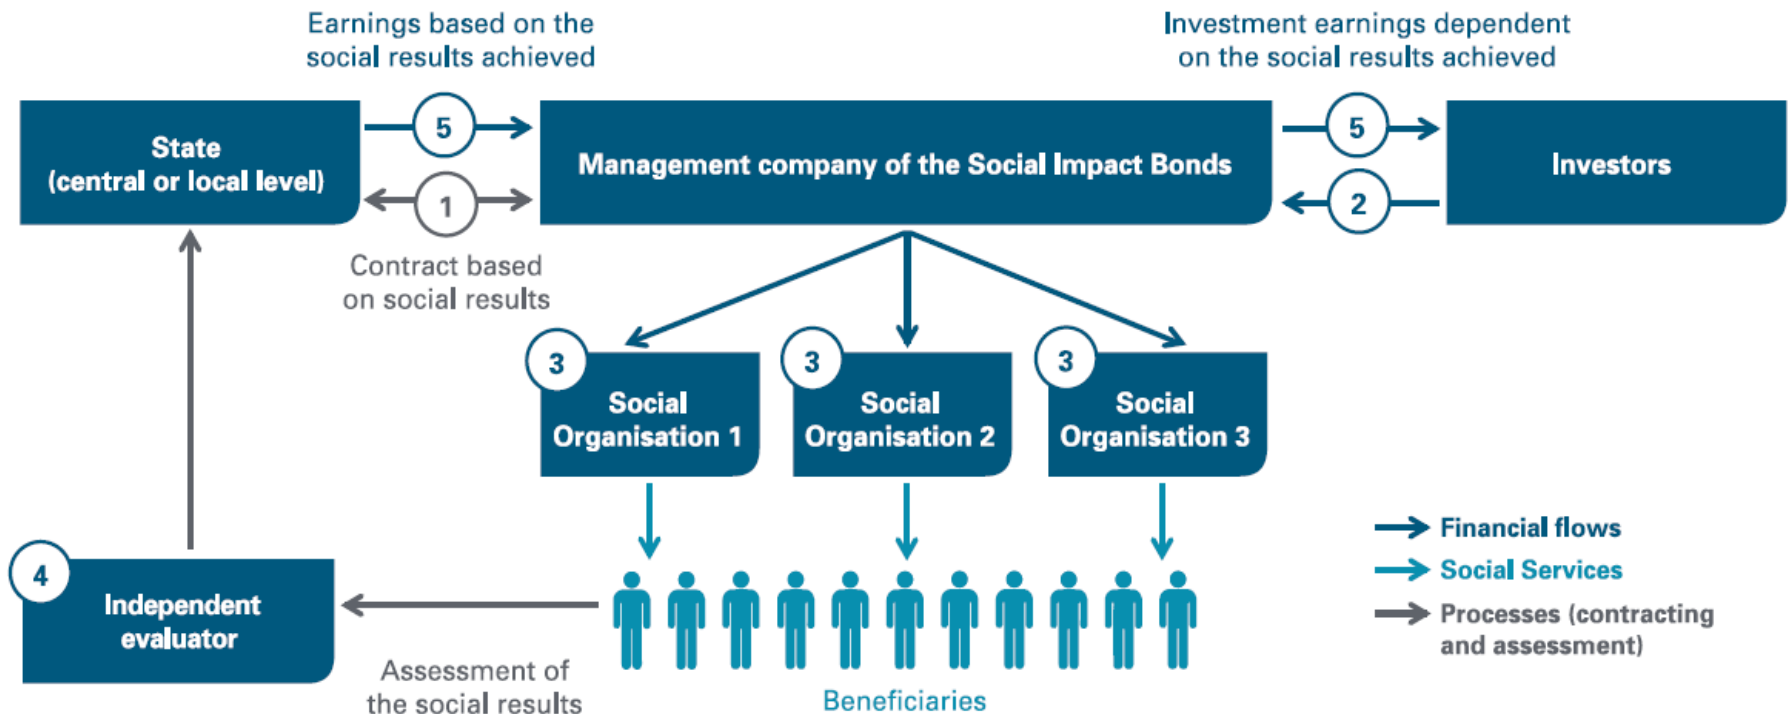 Earnings based on the
social results achieved
Investment earnings dependent
on the social results achieved
State
(central or local level)
5
1
Contract based
on social results
Management company of the Social Impact Bonds
5
2
Investors
3
Social
Organisation 1
3
Social
Organisation 2
3
Social
Organisation 3
4
Independent
evaluator
Assessment of
the social results
Beneficiaries
Financial flows
Social Services
Processes (contracting
and assessment)